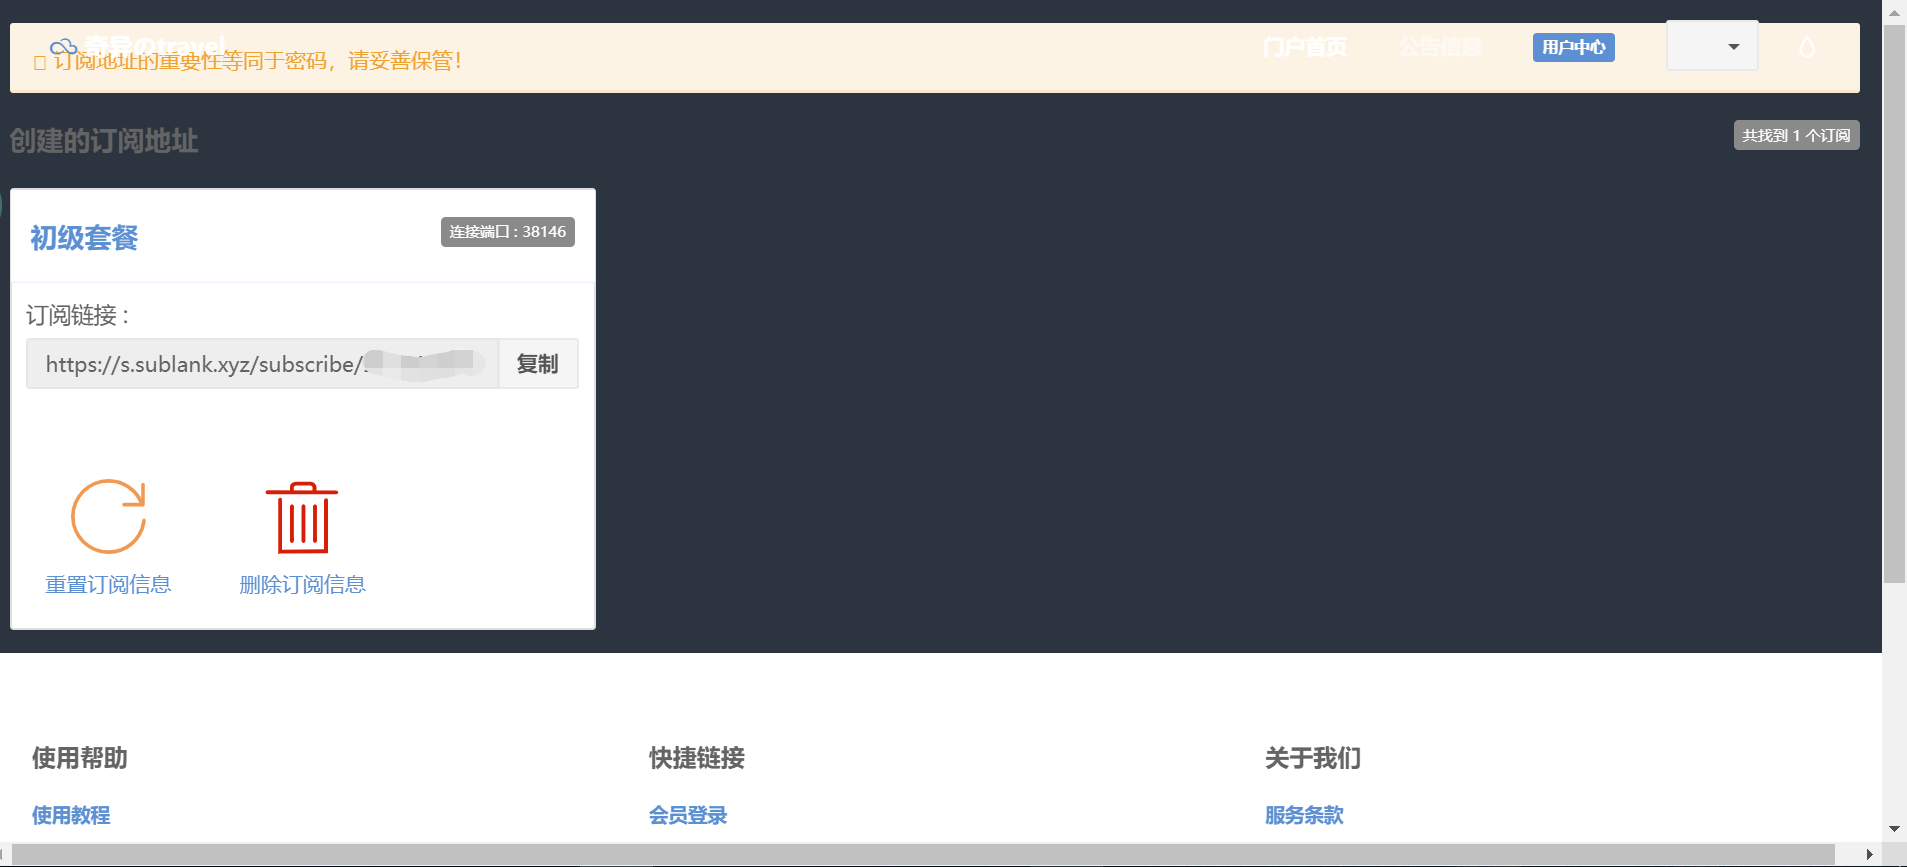 奇异のtravel
门户首页
公告信息
用户中心
订阅地址的重要性等同于密码，请妥善保管！
创建的订阅地址
共找到 1 个订阅
初级套餐
连接端口 : 38146
订阅链接 :
https://s.sublank.xyz/subscribe/
复制
重置订阅信息
删除订阅信息
使用帮助
快捷链接
关于我们
使用教程
会员登录
服务条款